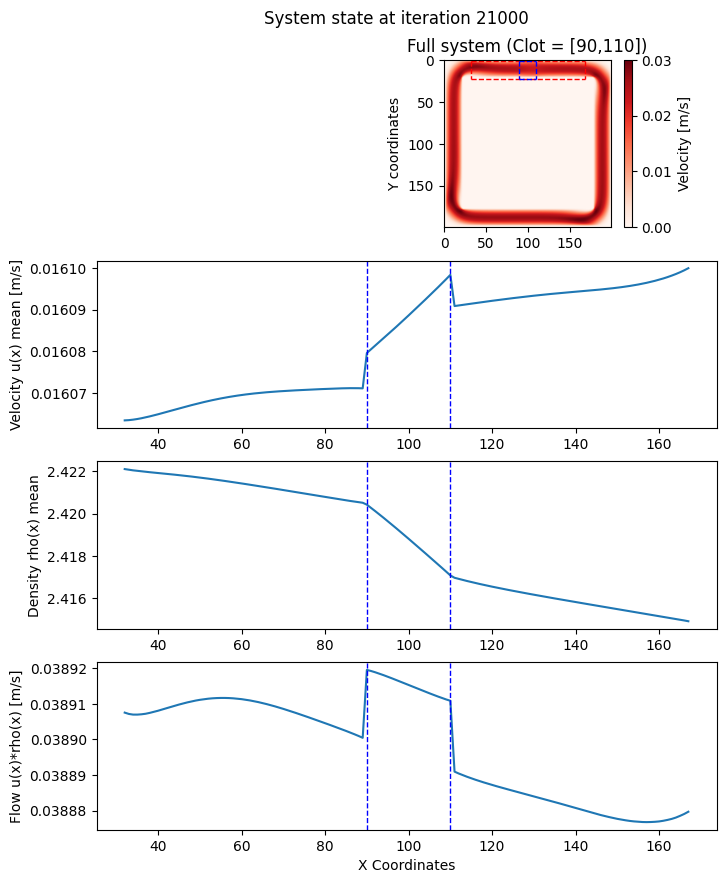 System state at iteration 21000
Full system (Clot = [90,110])
Y coordinates
0
50
100
150
0 50 100 150
0.03
0.02
0.01
0.00
Velocity [m/s]
Velocity u(x) mean [m/s]
0.01610
0.01609
0.01608
0.01607
40 60 80 100 120 140 160
Density rho(x) mean
2.422
2.420
2.418
2.416
40 60 80 100 120 140 160
Flow u(x)*rho(x) [m/s]
0.03892
0.03891
0.03890
0.03889
0.03888
40 60 80 100 120 140 160
X Coordinates